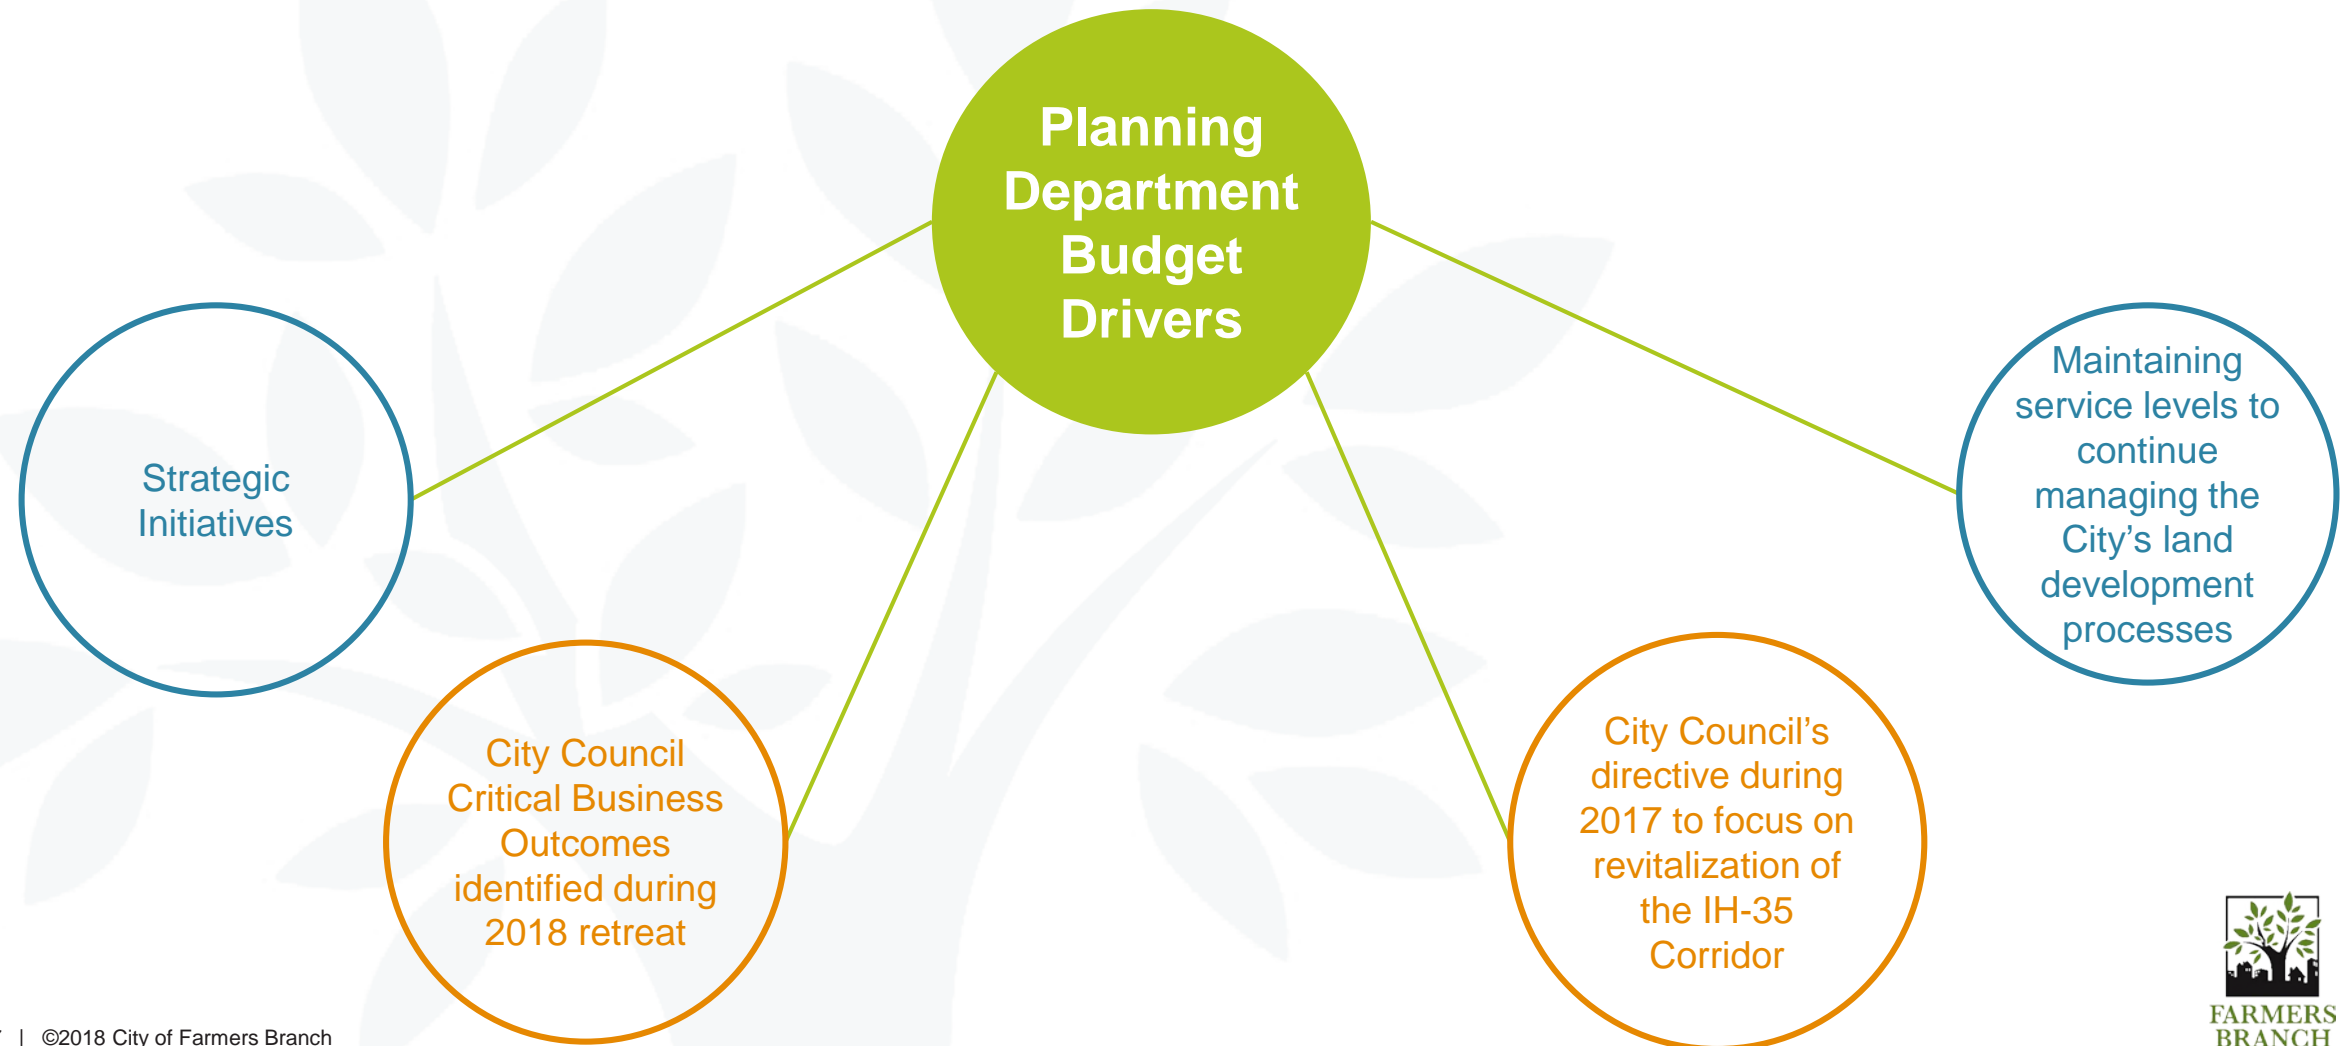 Planning
Department
Budget
Drivers
Strategic
Initiatives
City Council
Critical Business
Outcomes
identified during
2018 retreat
City Council’s
directive during
2017 to focus on
revitalization of
the IH-35
Corridor
Maintaining
service levels to
continue
managing the
City’s land
development
processes
| ©2018 City of Farmers Branch
FARMERS
BRANCH